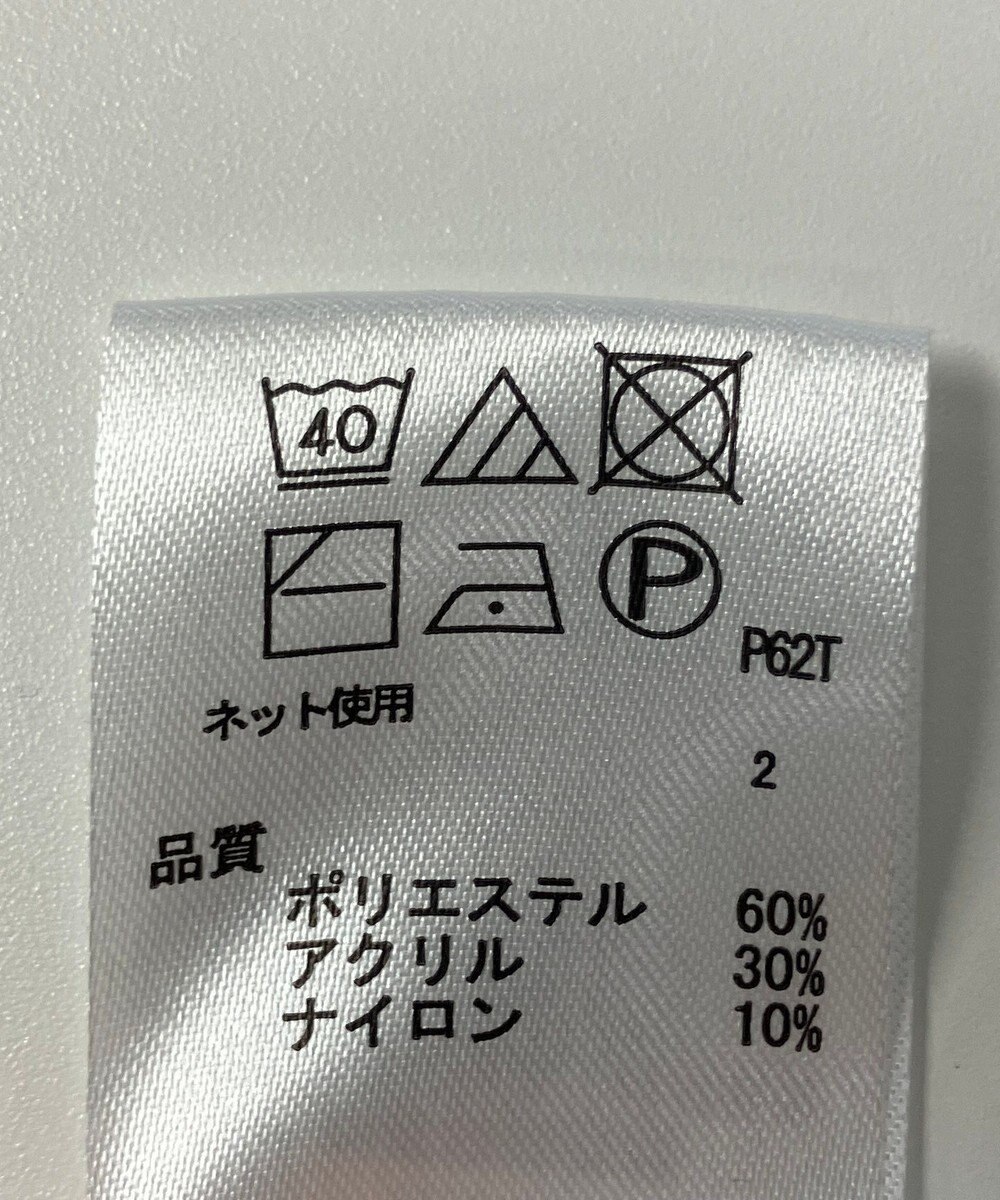 40
P
P62T
ネット使用
2
品質
ポリエステル 60%
アクリル 30%
ナイロン 10%